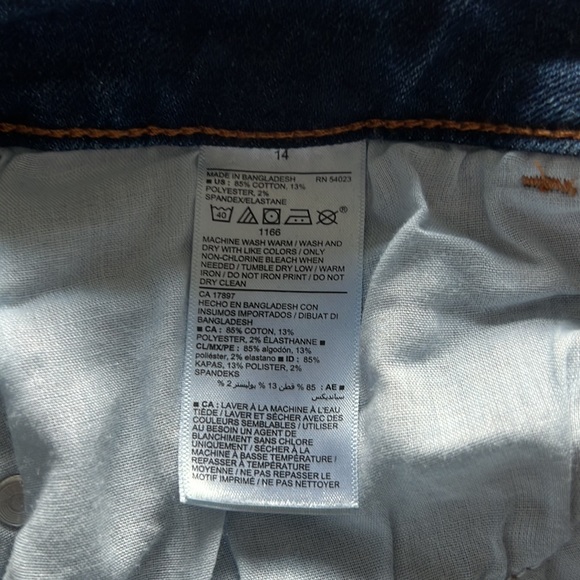 14
MADE IN BANGLADESH RN 54023
■ US : 85% COTTON, 13%
POLYESTER, 2%
SPANDEX/ELASTANE
40 ®
1166
MACHINE WASH WARM / WASH AND
DRY WITH LIKE COLORS / ONLY
NON-CHLORINE BLEACH WHEN
NEEDED / TUMBLE DRY LOW / WARM
IRON / DO NOT IRON PRINT / DO NOT
DRY CLEAN
CA 17897
HECHO EN BANGLADESH CON
INSUMOS IMPORTADOS / DIBUAT DI
BANGLADESH
■ CA : 85% COTON, 13%
POLYESTER, 2% ÉLASTHANNE ■
CL/MX/PE : 85% algodón, 13%
poliéster, 2% elastano ■ ID : 85%
KAPAS, 13% POLISTER, 2%
SPANDEKS
■ AE : 85 % قطن 13 % بوليستر 2 %
سبانديكس
■ CA : LAVER À LA MACHINE À L'EAU
TIÈDE / LAVER ET SÉCHER AVEC DES
COULEURS SEMBLABLES / UTILISER
AU BESOIN UN AGENT DE
BLANCHIMENT SANS CHLORE
UNIQUEMENT / SÉCHER À LA
MACHINE À BASSE TEMPÉRATURE /
REPASSER À TEMPÉRATURE
MOYENNE / NE PAS REPASSER LE
MOTIF IMPRIMÉ / NE PAS NETTOYER